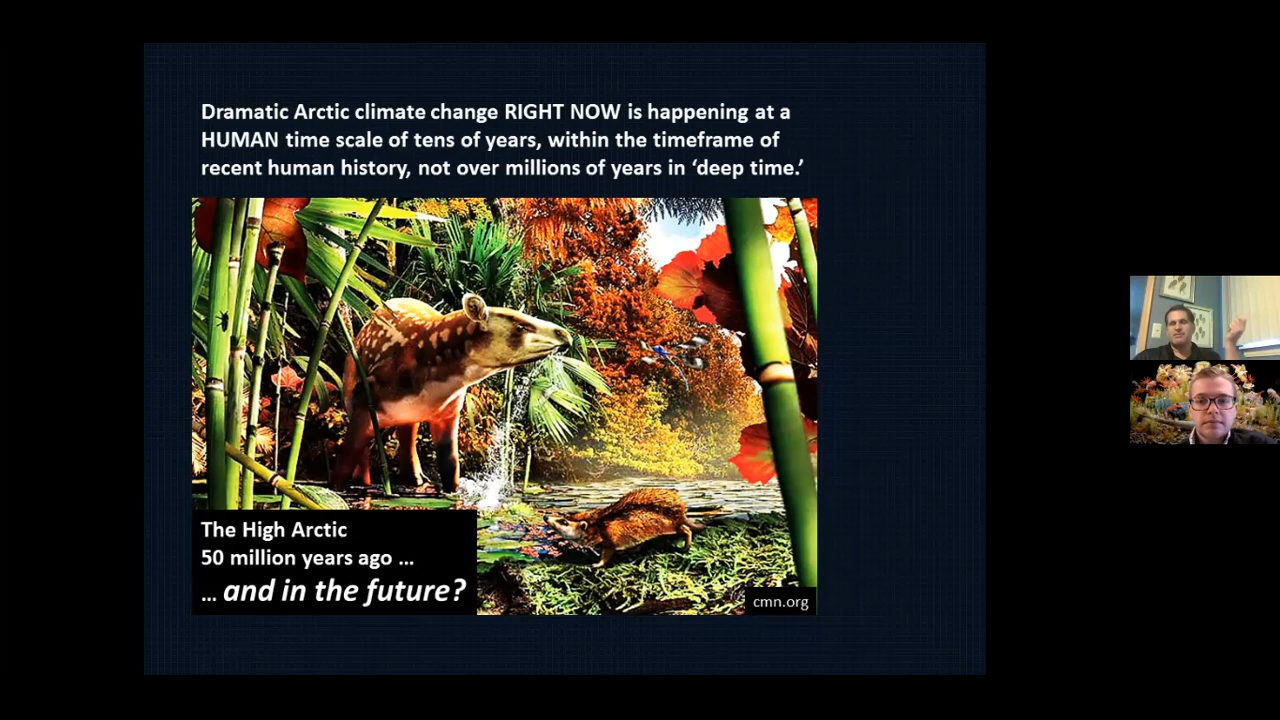 Dramatic Arctic climate change RIGHT NOW is happening at a
HUMAN time scale of tens of years, within the timeframe of
recent human history, not over millions of years in ‘deep time.’
The High Arctic
50 million years ago …
… and in the future?
cmn.org